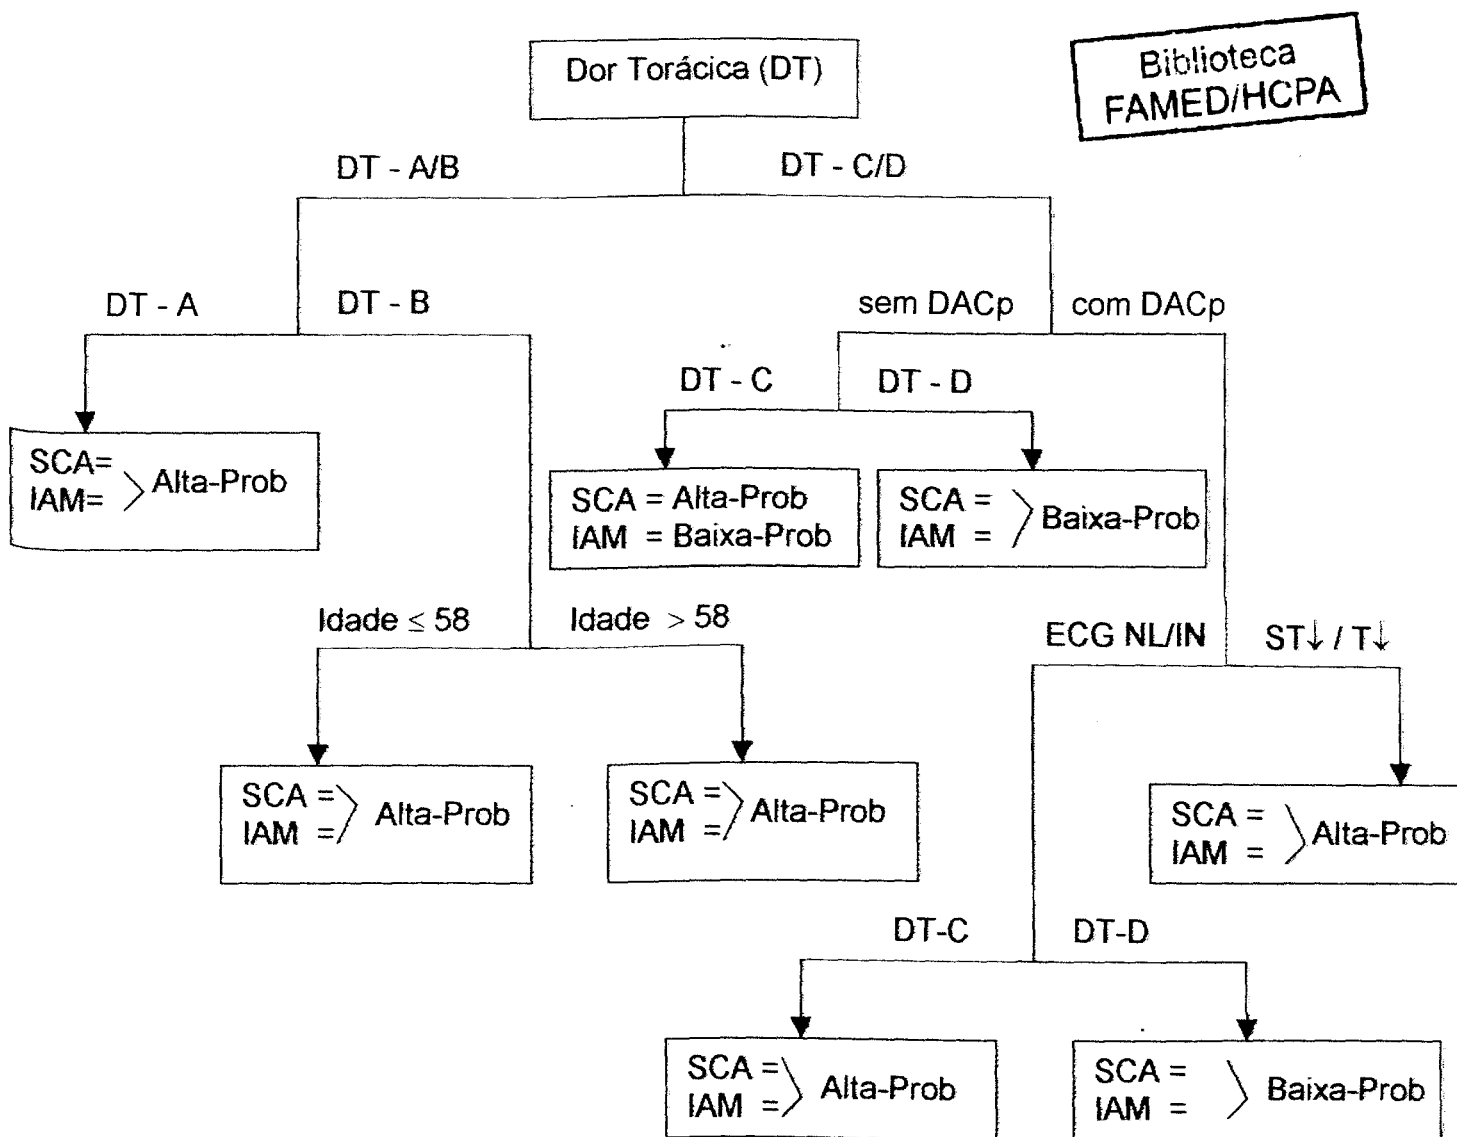 Dor Torácica (DT)
Biblioteca
FAMED/HCPA
DT - A/B
DT - C/D
DT - A
DT - B
sem DACp
com DACp
DT - C
DT - D
SCA=
IAM= > Alta-Prob
SCA = Alta-Prob
IAM = Baixa-Prob
SCA =
IAM = > Baixa-Prob
Idade ≤ 58
Idade > 58
ECG NL/IN
ST↓ / T↓
SCA =
IAM = > Alta-Prob
SCA =
IAM = > Alta-Prob
SCA =
IAM = > Alta-Prob
DT-C
DT-D
SCA =
IAM = > Alta-Prob
SCA =
IAM = > Baixa-Prob